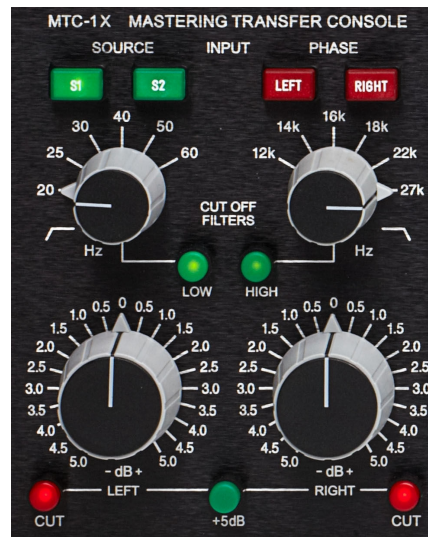 MTC-1X MASTERING TRANSFER CONSOLE
SOURCE INPUT PHASE
S1 S2 LEFT RIGHT
20 25 30 40 50 60
12k 14k 16k 18k 22k 27k
CUT OFF
FILTERS
Hz Hz
LOW HIGH
5.0 4.5 4.0 3.5 3.0 2.5 2.0 1.5 1.0 0.5 0 0.5 1.0 1.5 2.0 2.5 3.0 3.5 4.0 4.5 5.0
- dB +
LEFT
5.0 4.5 4.0 3.5 3.0 2.5 2.0 1.5 1.0 0.5 0 0.5 1.0 1.5 2.0 2.5 3.0 3.5 4.0 4.5 5.0
- dB +
RIGHT
CUT +5dB CUT